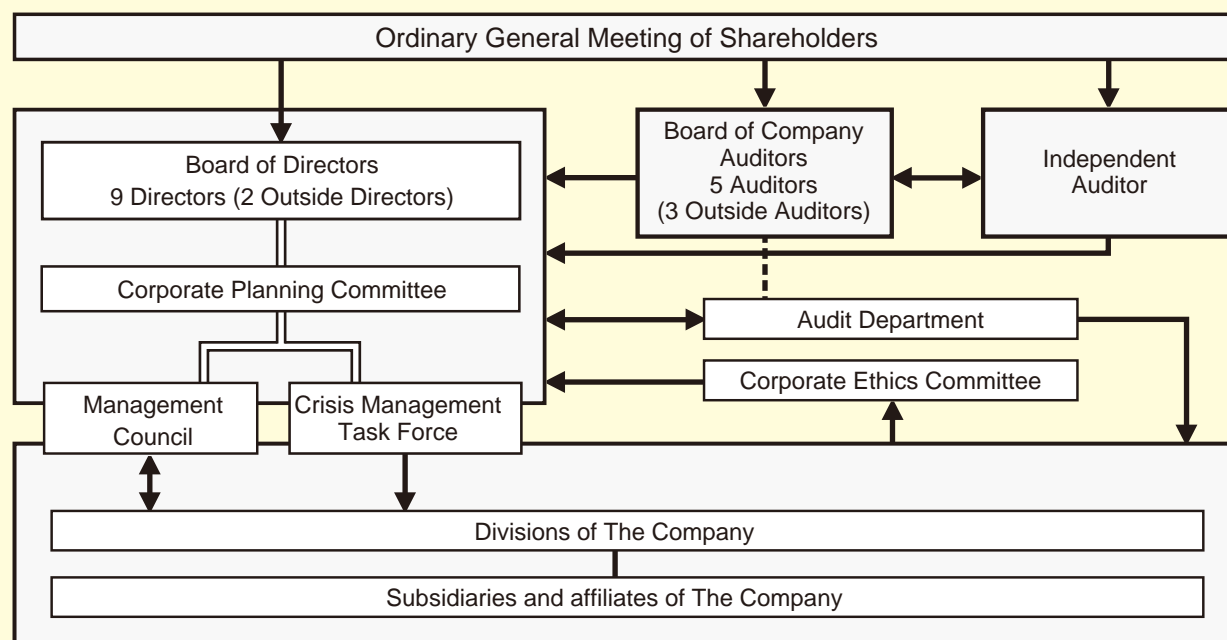 Ordinary General Meeting of Shareholders
Board of Directors
9 Directors (2 Outside Directors)
Board of Company
Auditors
5 Auditors
(3 Outside Auditors)
Independent
Auditor
Corporate Planning Committee
Audit Department
Corporate Ethics Committee
Management
Council
Crisis Management
Task Force
Divisions of The Company
Subsidiaries and affiliates of The Company